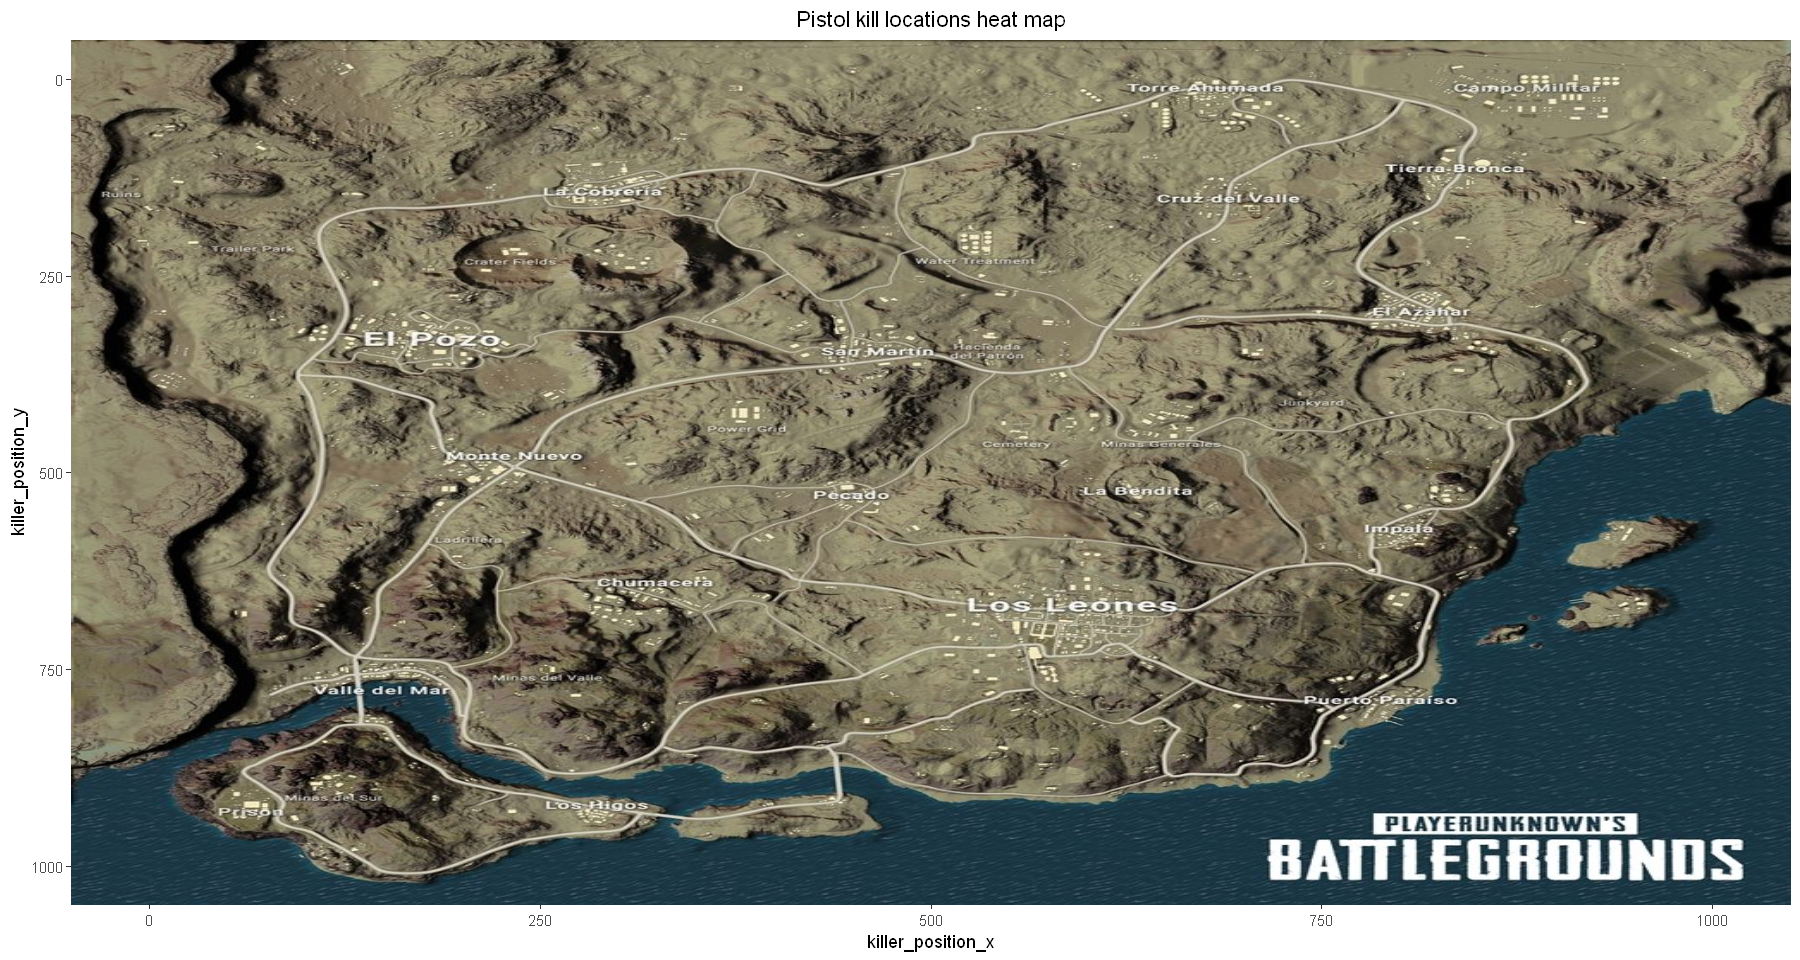 Pistol kill locations heat map
0
250
500
750
1000
killer_position_y
Torre Ahumada
Campo Militar
Tierra Bronca
La Cobreria
Ruins
Cruz del Valle
Trailer Park
Crater Fields
Water Treatment
El Azahar
El Pozo
San Martin
Hacienda
del Patrón
Junkyard
Power Grid
Cemetery
Minas Generales
Monte Nuevo
Pecado
La Bendita
Impala
Ladrillera
Chumacera
Los Leones
Minas del Valle
Valle del Mar
Puerto Paraíso
Minas del Sur
Prison
Los Higos
PLAYERUNKNOWN'S
BATTLEGROUNDS
0
250
500
750
1000
killer_position_x